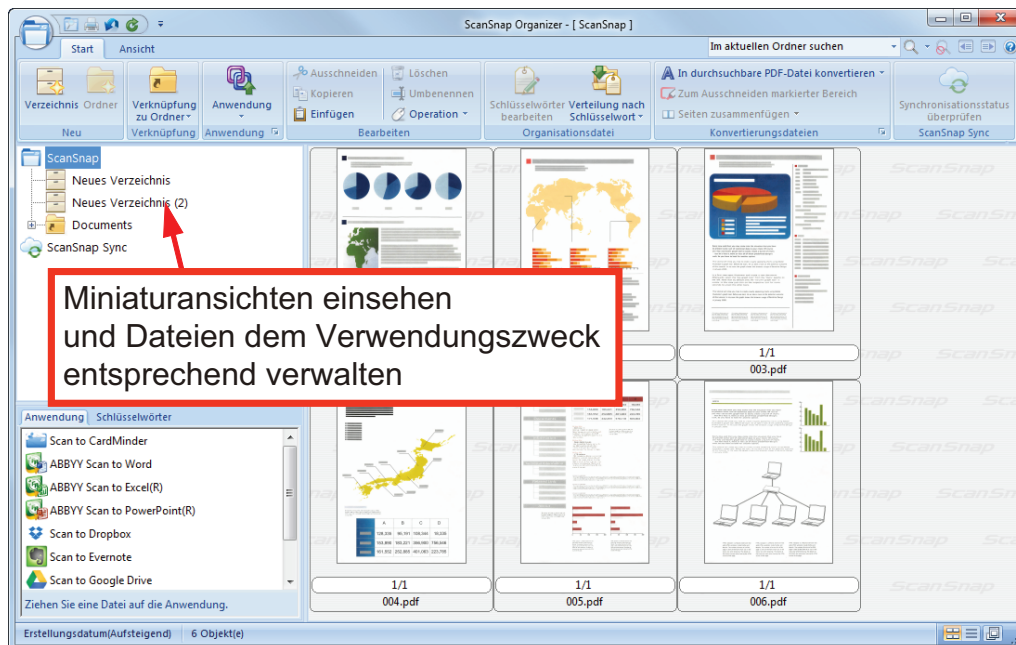 ScanSnap Organizer - [ ScanSnap ]
Start Ansicht
Im aktuellen Ordner suchen
Verzeichnis Ordner
Neu
Verknüpfung
zu Ordner
Verknüpfung
Anwendung
Anwendung
Ausschneiden Löschen
Kopieren Umbenennen
Einfügen Operation
Bearbeiten
Schlüsselwörter Verteilung nach
bearbeiten Schlüsselwort
Organisationsdatei
In durchsuchbare PDF-Datei konvertieren
Zum Ausschneiden markierter Bereich
Seiten zusammenfügen
Konvertierungsdateien
Synchronisationsstatus
überprüfen
ScanSnap Sync
ScanSnap
Neues Verzeichnis
Neues Verzeichnis (2)
Documents
ScanSnap Sync
Miniaturansichten einsehen
und Dateien dem Verwendungszweck
entsprechend verwalten
1/1
003.pdf
Anwendung Schlüsselwörter
Scan to CardMinder
ABBYY Scan to Word
ABBYY Scan to Excel(R)
ABBYY Scan to PowerPoint(R)
Scan to Dropbox
Scan to Evernote
Scan to Google Drive
Ziehen Sie eine Datei auf die Anwendung.
A B C D
1/1
004.pdf
1/1
005.pdf
1/1
006.pdf
ScanSnap
Erstellungsdatum(Aufsteigend) 6 Objekt(e)